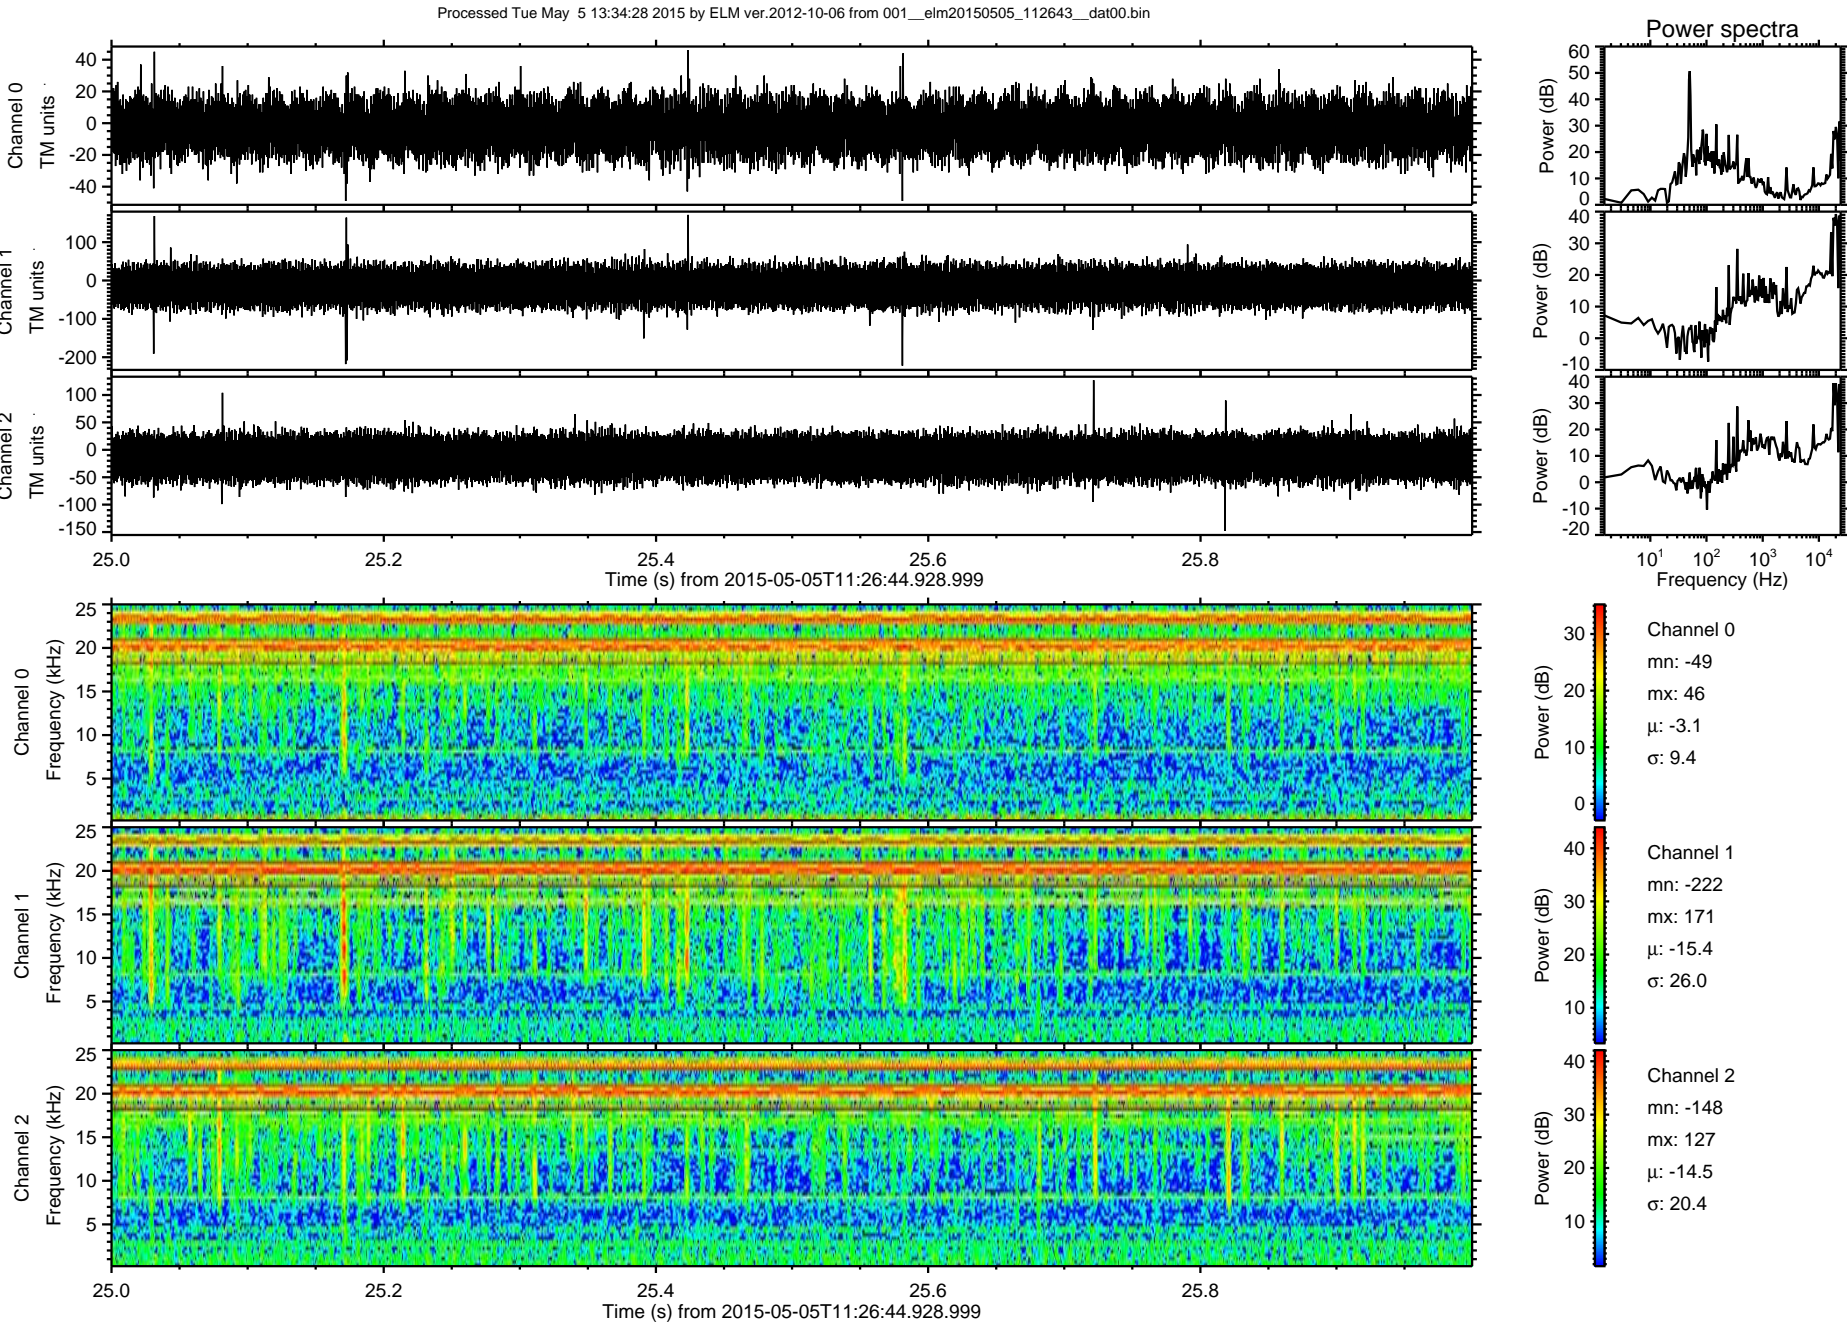 Processed Tue May  5 13:34:28 2015 by ELM ver.2012-10-06 from 001__elm20150505_112643__dat00.bin
Power spectra
Channel 0
TM units
40
20
0
-20
-40
Power (dB)
60
50
40
30
20
10
0
Channel 1
TM units
100
0
-100
-200
Power (dB)
40
30
20
10
0
-10
Channel 2
TM units
100
50
0
-50
-100
-150
Power (dB)
40
30
20
10
0
-10
-20
25.0 25.2 25.4 25.6 25.8
Time (s) from 2015-05-05T11:26:44.928.999
10¹ 10² 10³ 10⁴
Frequency (Hz)
Channel 0
Frequency (kHz)
25
20
15
10
5
Power (dB)
30
20
10
0
Channel 0
mn: -49
mx: 46
μ: -3.1
σ: 9.4
Channel 1
Frequency (kHz)
25
20
15
10
5
Power (dB)
40
30
20
10
Channel 1
mn: -222
mx: 171
μ: -15.4
σ: 26.0
Channel 2
Frequency (kHz)
25
20
15
10
5
Power (dB)
40
30
20
10
Channel 2
mn: -148
mx: 127
μ: -14.5
σ: 20.4
25.0 25.2 25.4 25.6 25.8
Time (s) from 2015-05-05T11:26:44.928.999